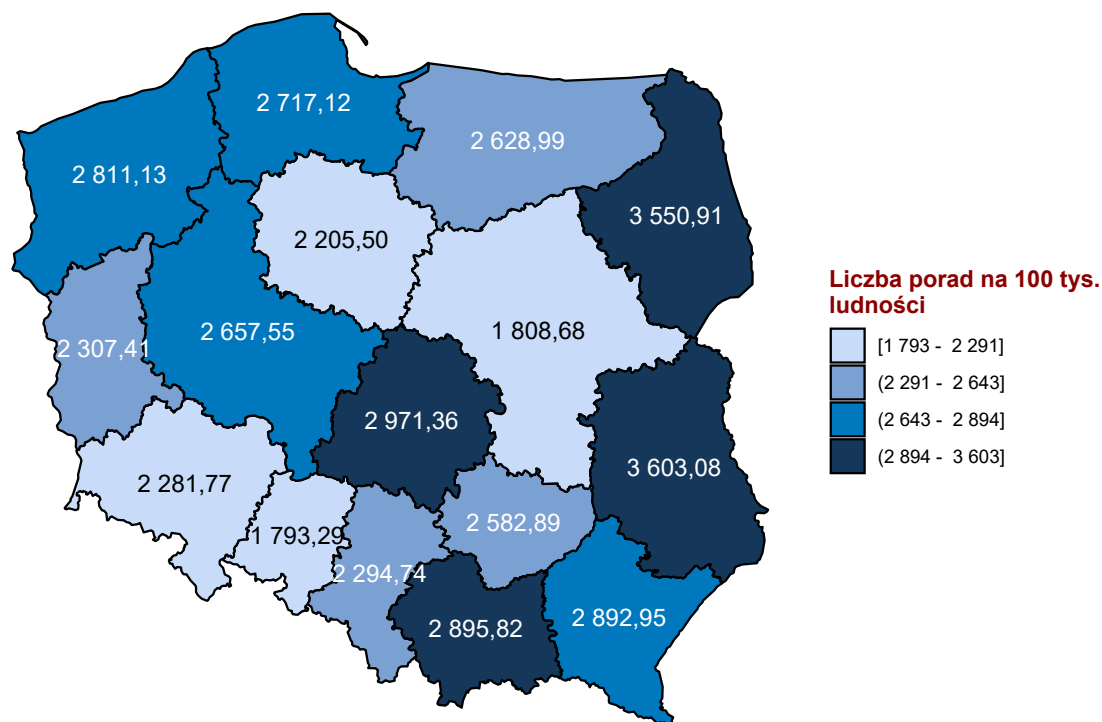 2 717,12
2 628,99
2 811,13
3 550,91
2 205,50
1 808,68
2 657,55
2 307,41
2 971,36
3 603,08
2 281,77
2 582,89
1 793,29
2 294,74
2 892,95
2 895,82
Liczba porad na 100 tys.
ludności
[1 793 - 2 291]
(2 291 - 2 643]
(2 643 - 2 894]
(2 894 - 3 603]